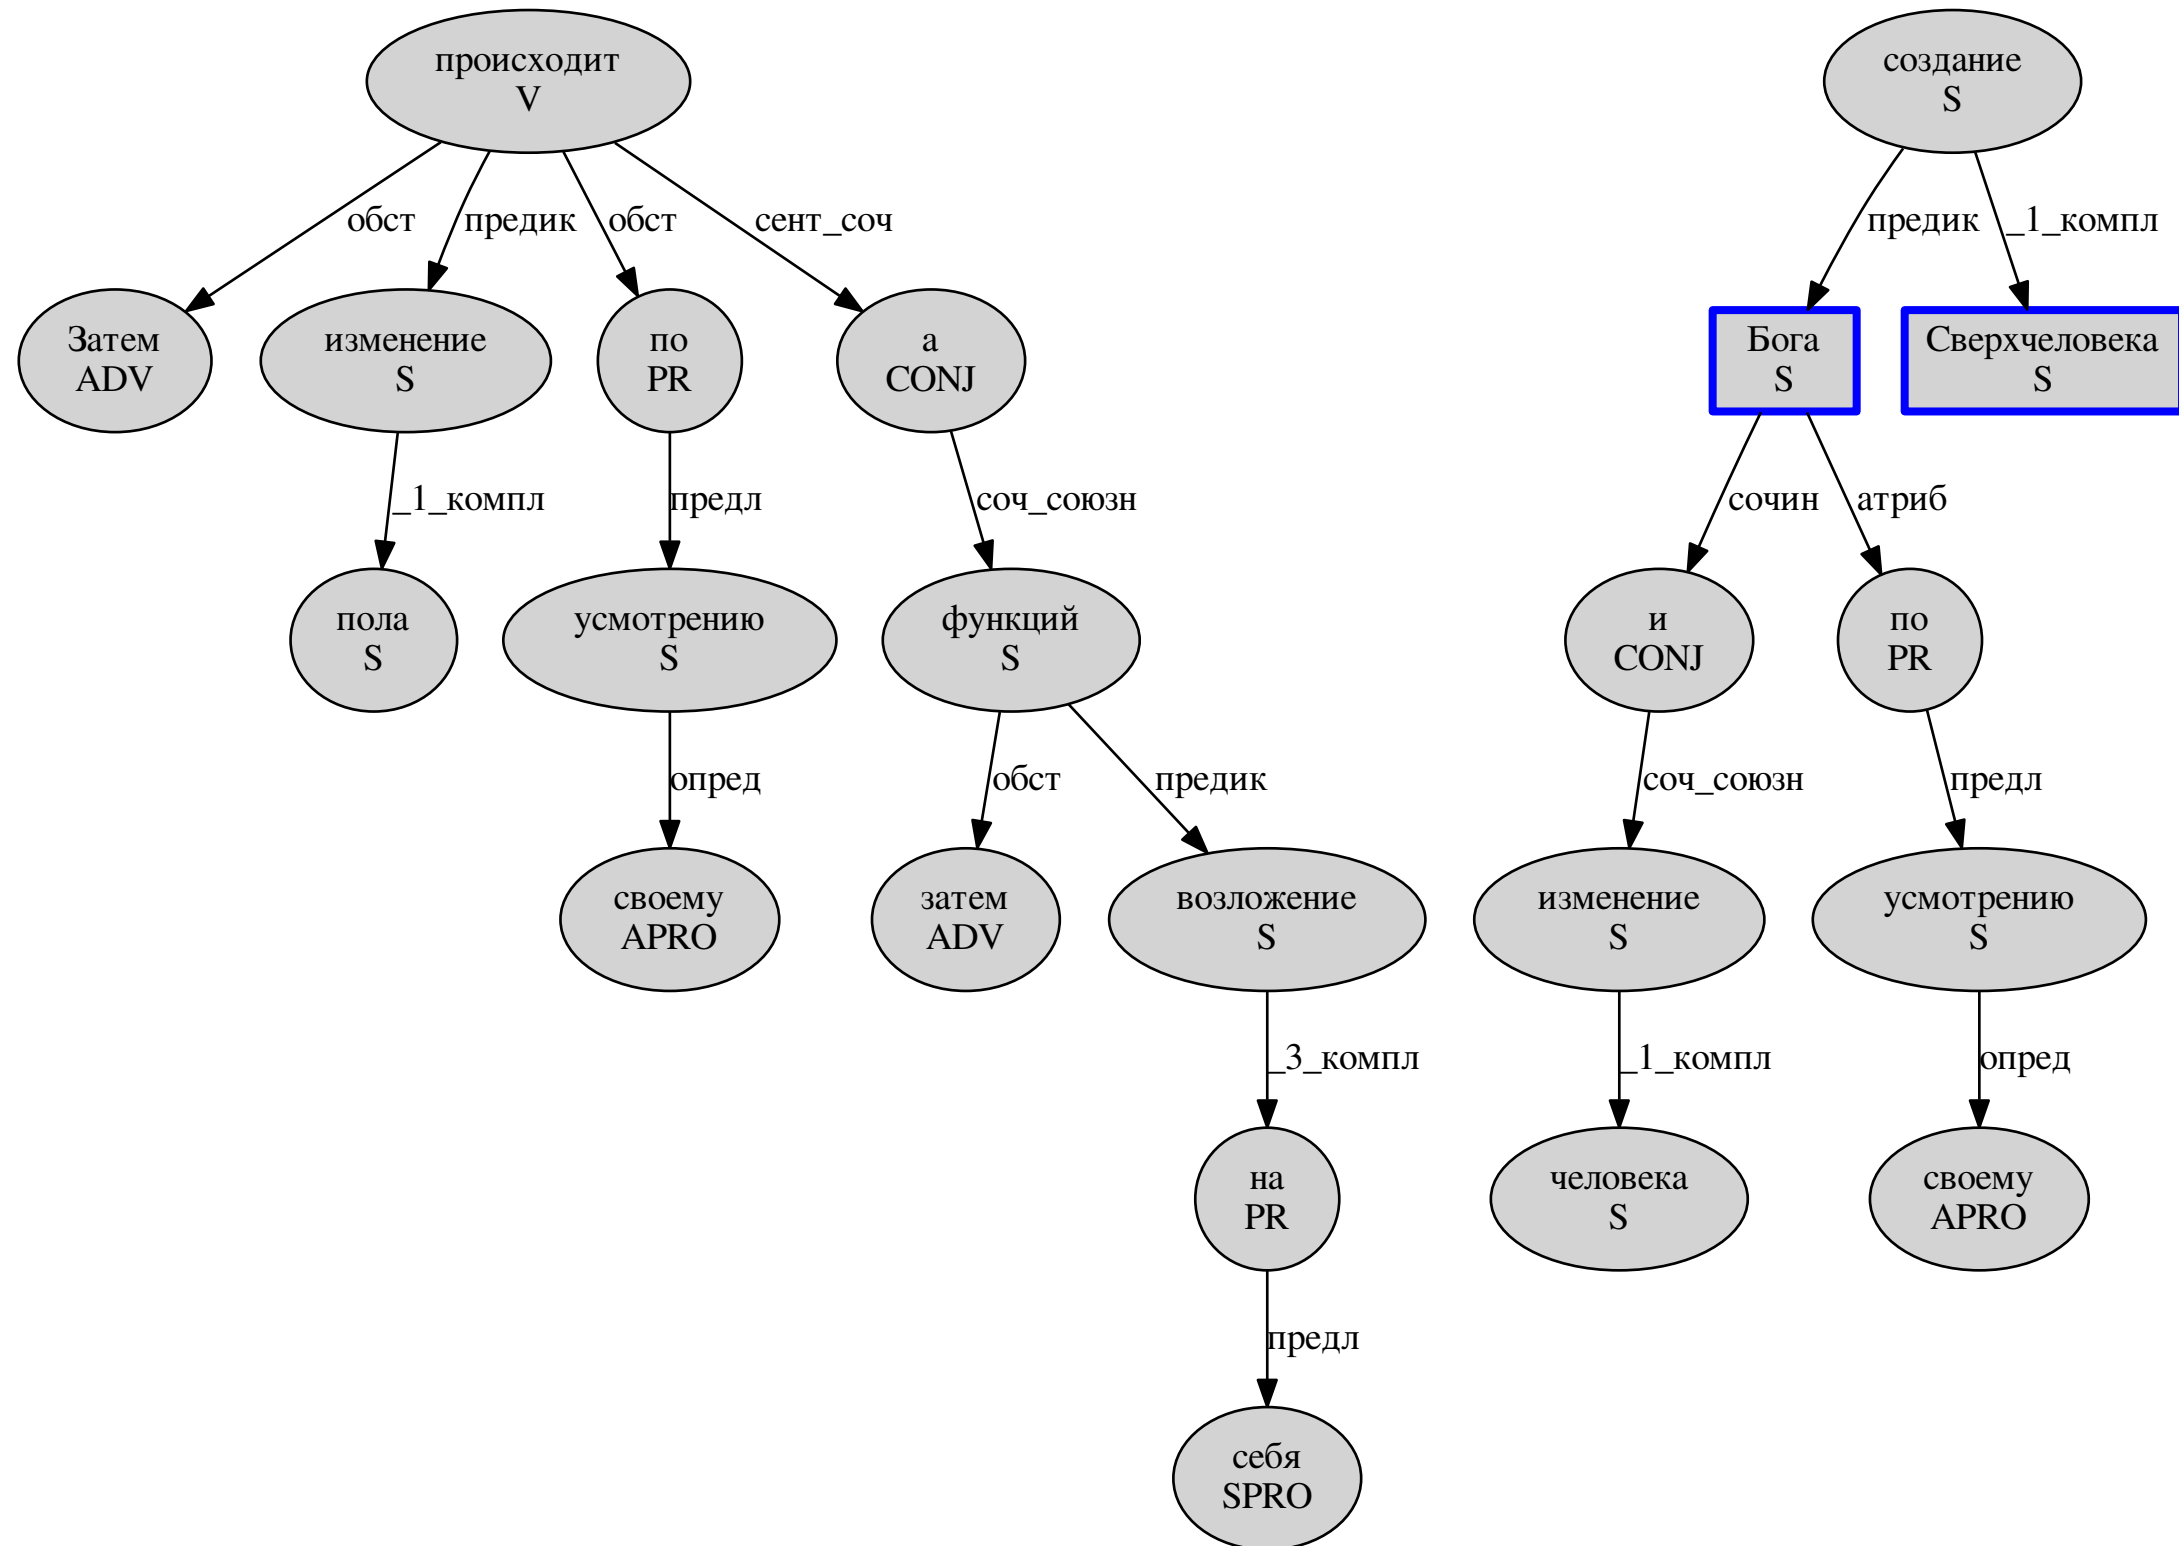 происходит
V
создание
S
обст
предик
обст
сент_соч
предик
_1_компл
Затем
ADV
изменение
S
по
PR
а
CONJ
Бога
S
Сверхчеловека
S
_1_компл
предл
соч_союзн
сочин
атриб
пола
S
усмотрению
S
функций
S
и
CONJ
по
PR
опред
обст
предик
соч_союзн
предл
своему
APRO
затем
ADV
возложение
S
изменение
S
усмотрению
S
_3_компл
_1_компл
опред
на
PR
человека
S
своему
APRO
предл
себя
SPRO